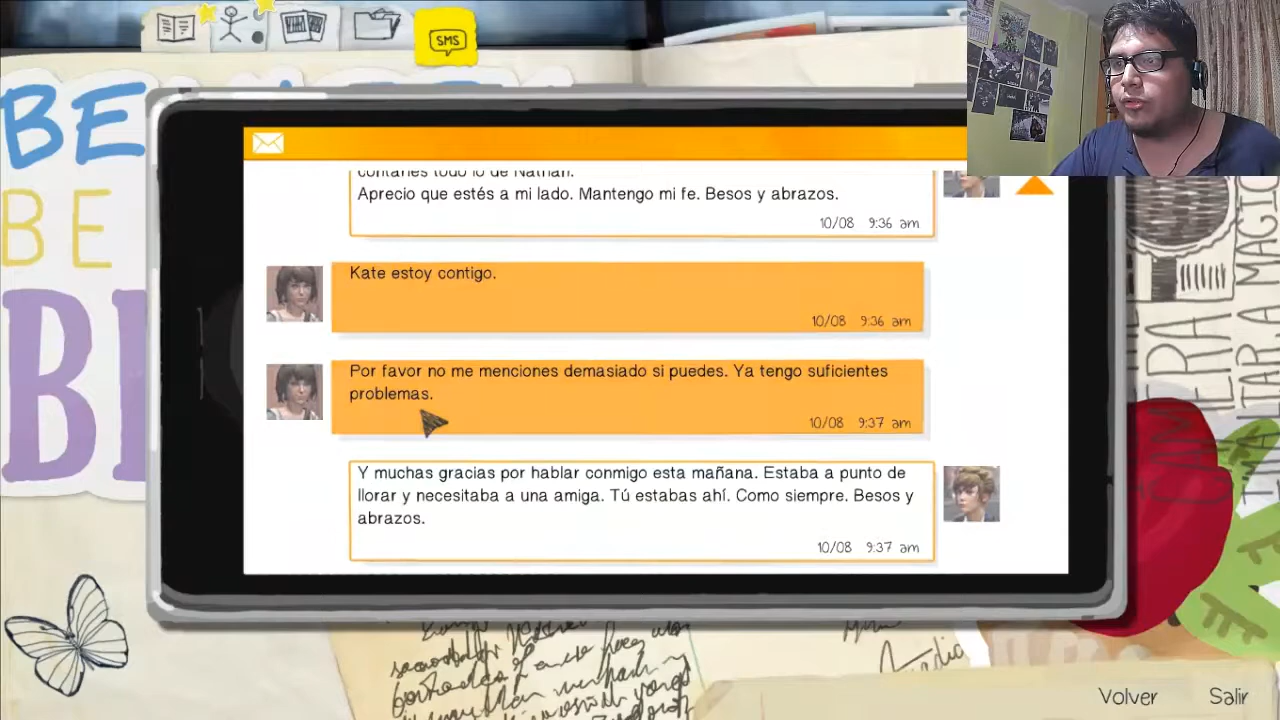 SMS
BE
BE
contarles todo lo de Nathan.
Aprecio que estés a mi lado. Mantengo mi fe. Besos y abrazos.
10/08 9:36 am
Kate estoy contigo.
10/08 9:36 am
Por favor no me menciones demasiado si puedes. Ya tengo suficientes
problemas.
10/08 9:37 am
Y muchas gracias por hablar conmigo esta mañana. Estaba a punto de
llorar y necesitaba a una amiga. Tú estabas ahí. Como siempre. Besos y
abrazos.
10/08 9:37 am
Volver
Salir